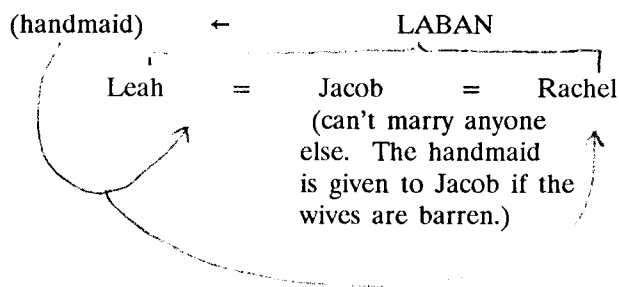 (handmaid) ← LABAN
Leah = Jacob = Rachel
(can't marry anyone
else. The handmaid
is given to Jacob if the
wives are barren.)